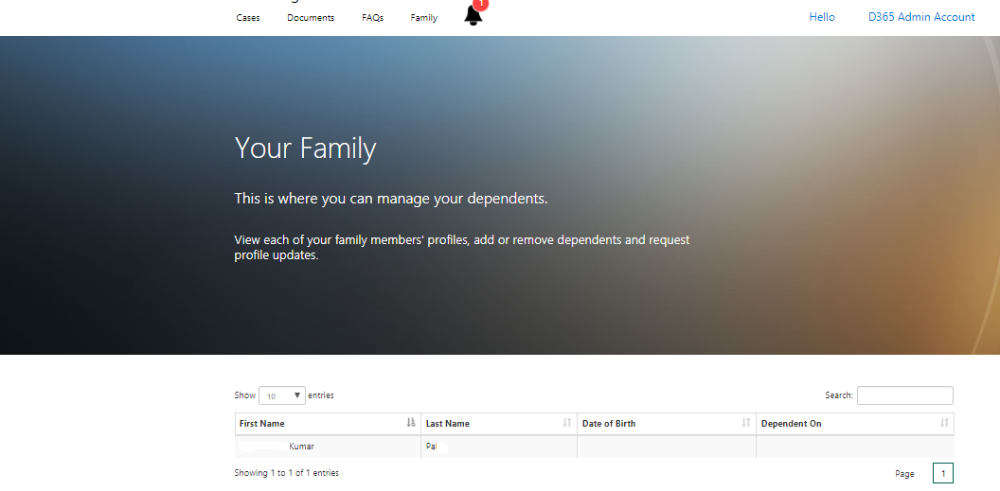 Cases Documents FAQs Family 1 Hello D365 Admin Account
Your Family
This is where you can manage your dependents.
View each of your family members' profiles, add or remove dependents and request
profile updates.
Show 10 entries Search:
First Name Last Name Date of Birth Dependent On
Kumar Pal
Showing 1 to 1 of 1 entries Page 1